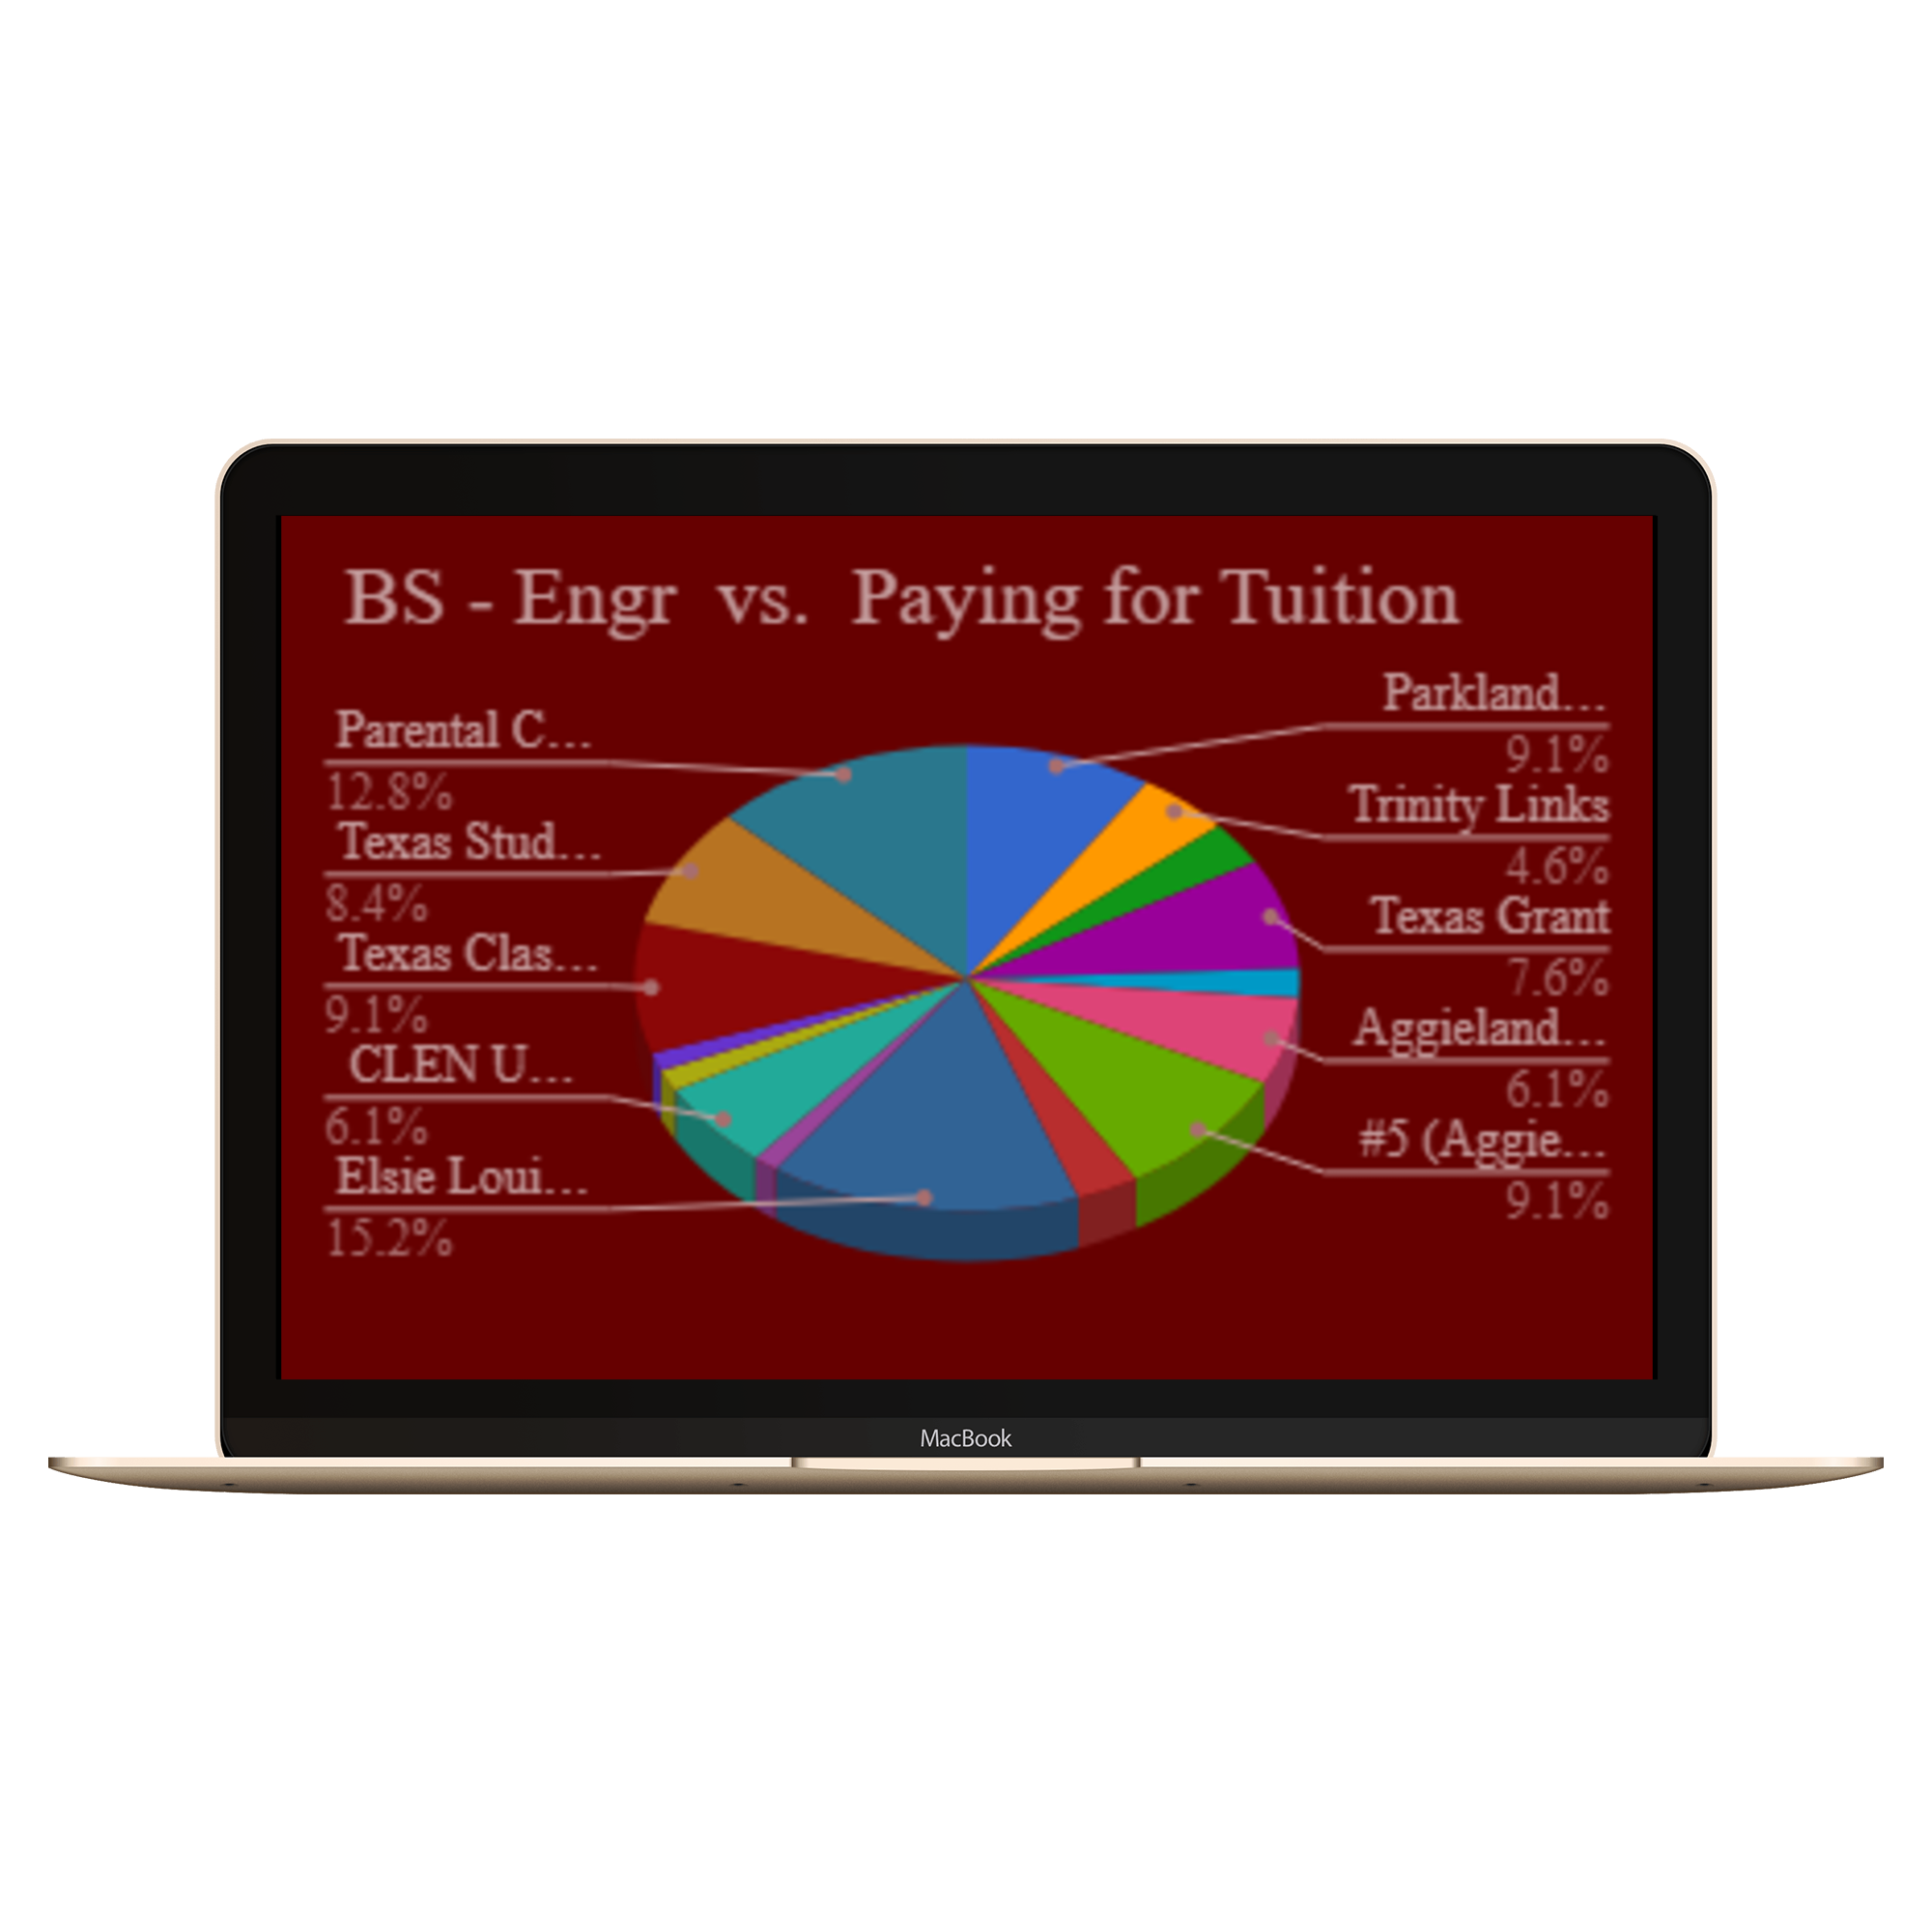 BS - Engr vs. Paying for Tuition
Parental C...
12.8%
Texas Stud...
8.4%
Texas Clas...
9.1%
CLEN U...
6.1%
Elsie Loui...
15.2%
Parkland...
9.1%
Trinity Links
4.6%
Texas Grant
7.6%
Aggieland...
6.1%
#5 (Aggie...
9.1%
MacBook